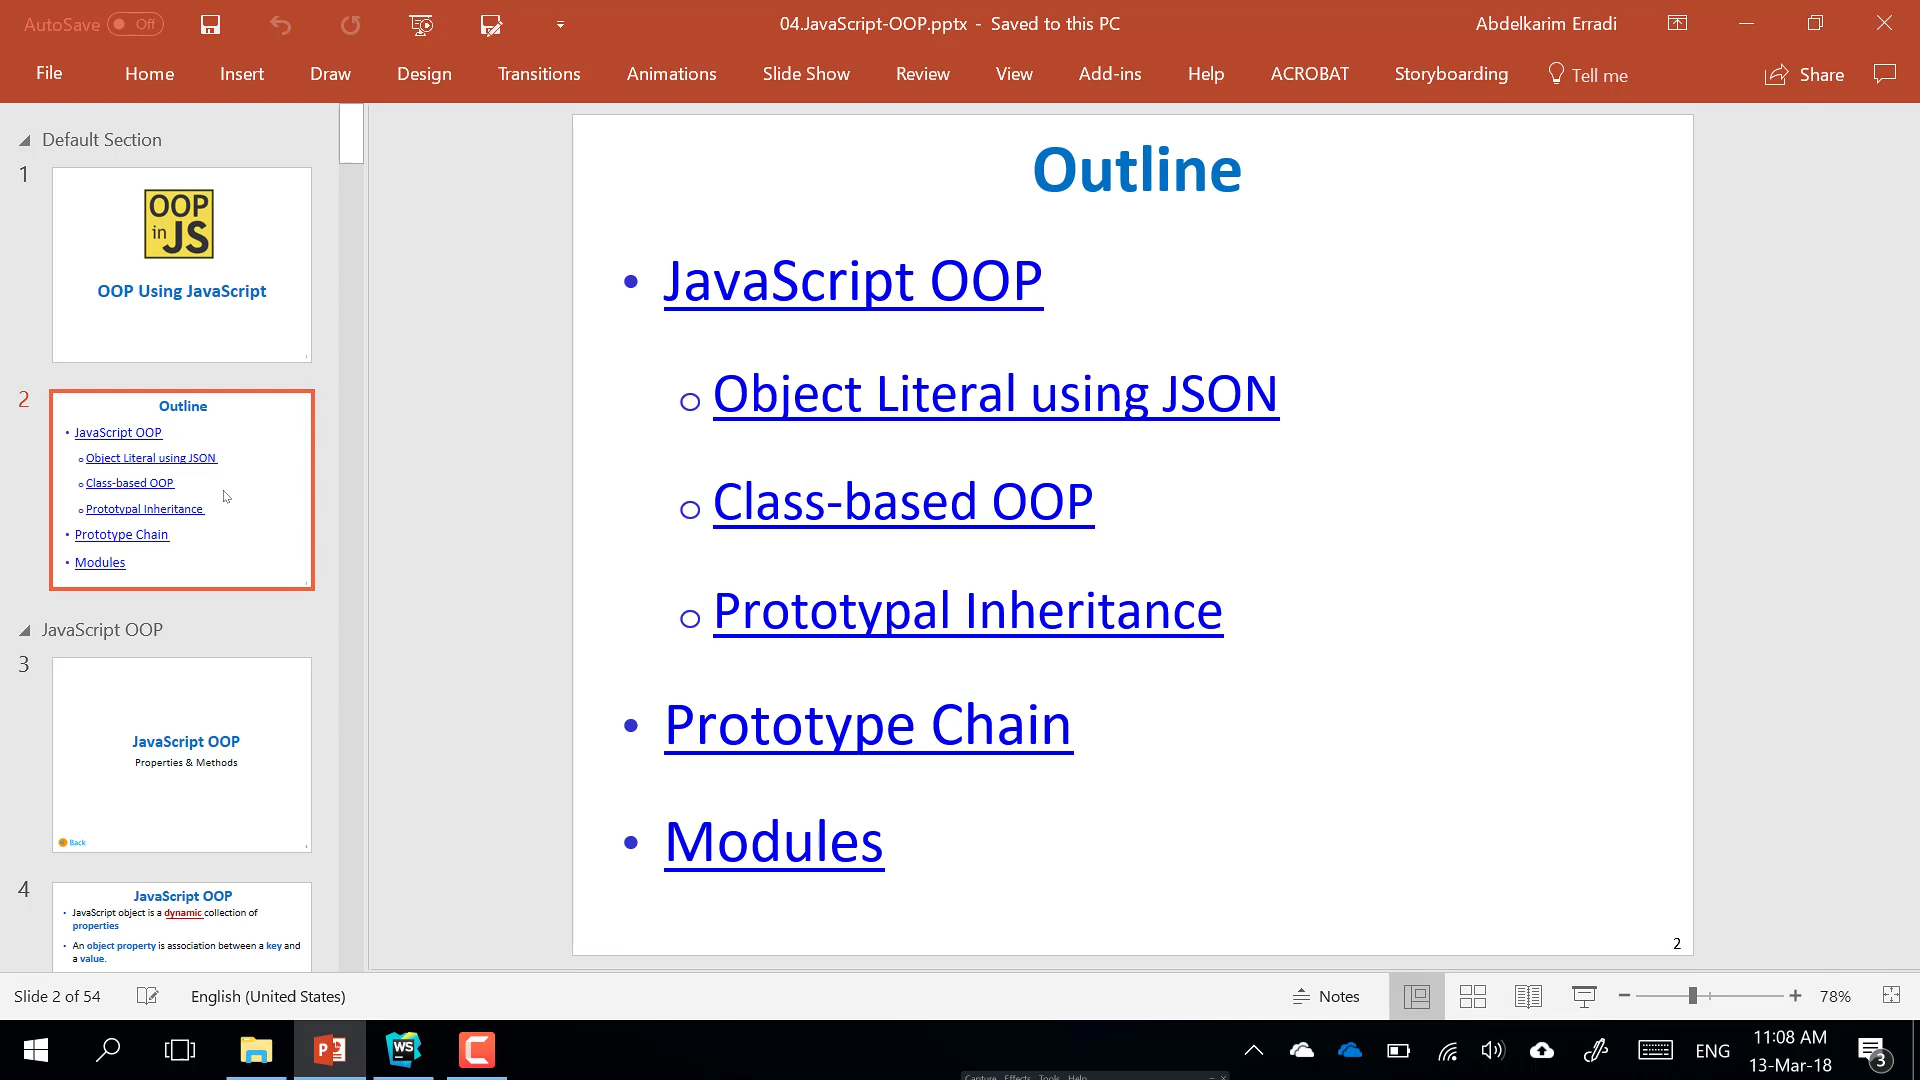 AutoSave Off
04.JavaScript-OOP.pptx - Saved to this PC
Abdelkarim Erradi
File Home Insert Draw Design Transitions Animations Slide Show Review View Add-ins Help ACROBAT Storyboarding Tell me Share
Default Section
1
OOP
in JS
OOP Using JavaScript
1
2
Outline
• JavaScript OOP
o Object Literal using JSON
o Class-based OOP
o Prototypal Inheritance
• Prototype Chain
• Modules
JavaScript OOP
3
JavaScript OOP
Properties & Methods
Back
4
JavaScript OOP
• JavaScript object is a dynamic collection of
properties
• An object property is association between a key and
a value.
Outline
• JavaScript OOP
o Object Literal using JSON
o Class-based OOP
o Prototypal Inheritance
• Prototype Chain
• Modules
2
Slide 2 of 54
English (United States)
Notes
78%
WS
ENG
11:08 AM
13-Mar-18
3
Capture Effects Tools Help